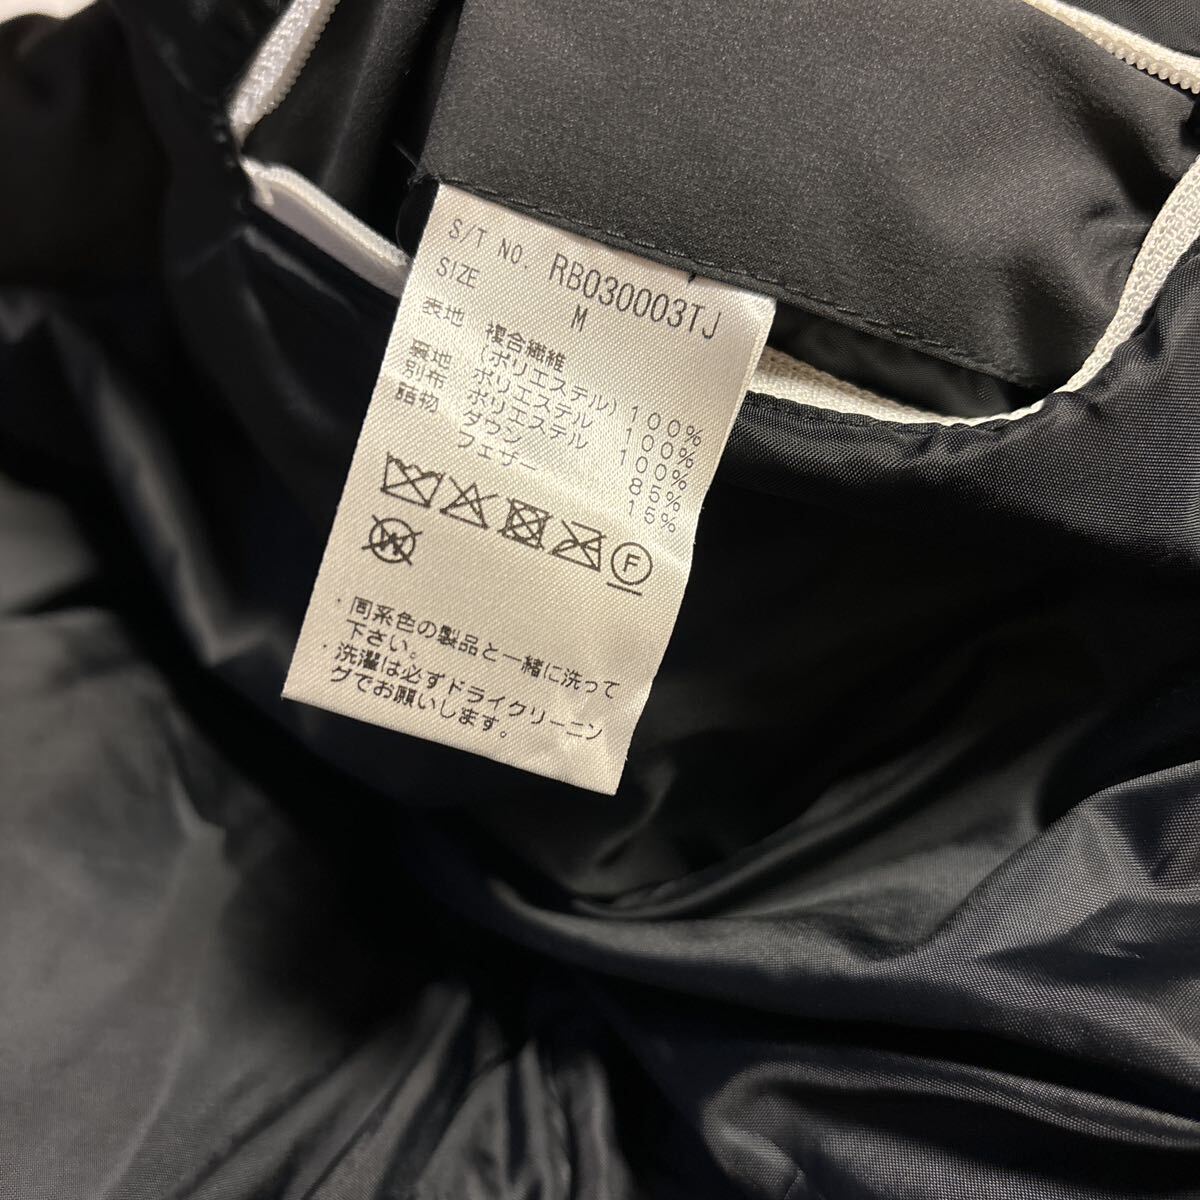 S/T NO. RB030003TJ
SIZE M
表地 複合繊維
(ポリエステル) 100%
裏地 ポリエステル 100%
別布 ポリエステル 100%
詰物 ダウン 85%
フェザー 15%
F
W
・同系色の製品と一緒に洗って
下さい。
・洗濯は必ずドライクリーニン
グでお願いします。